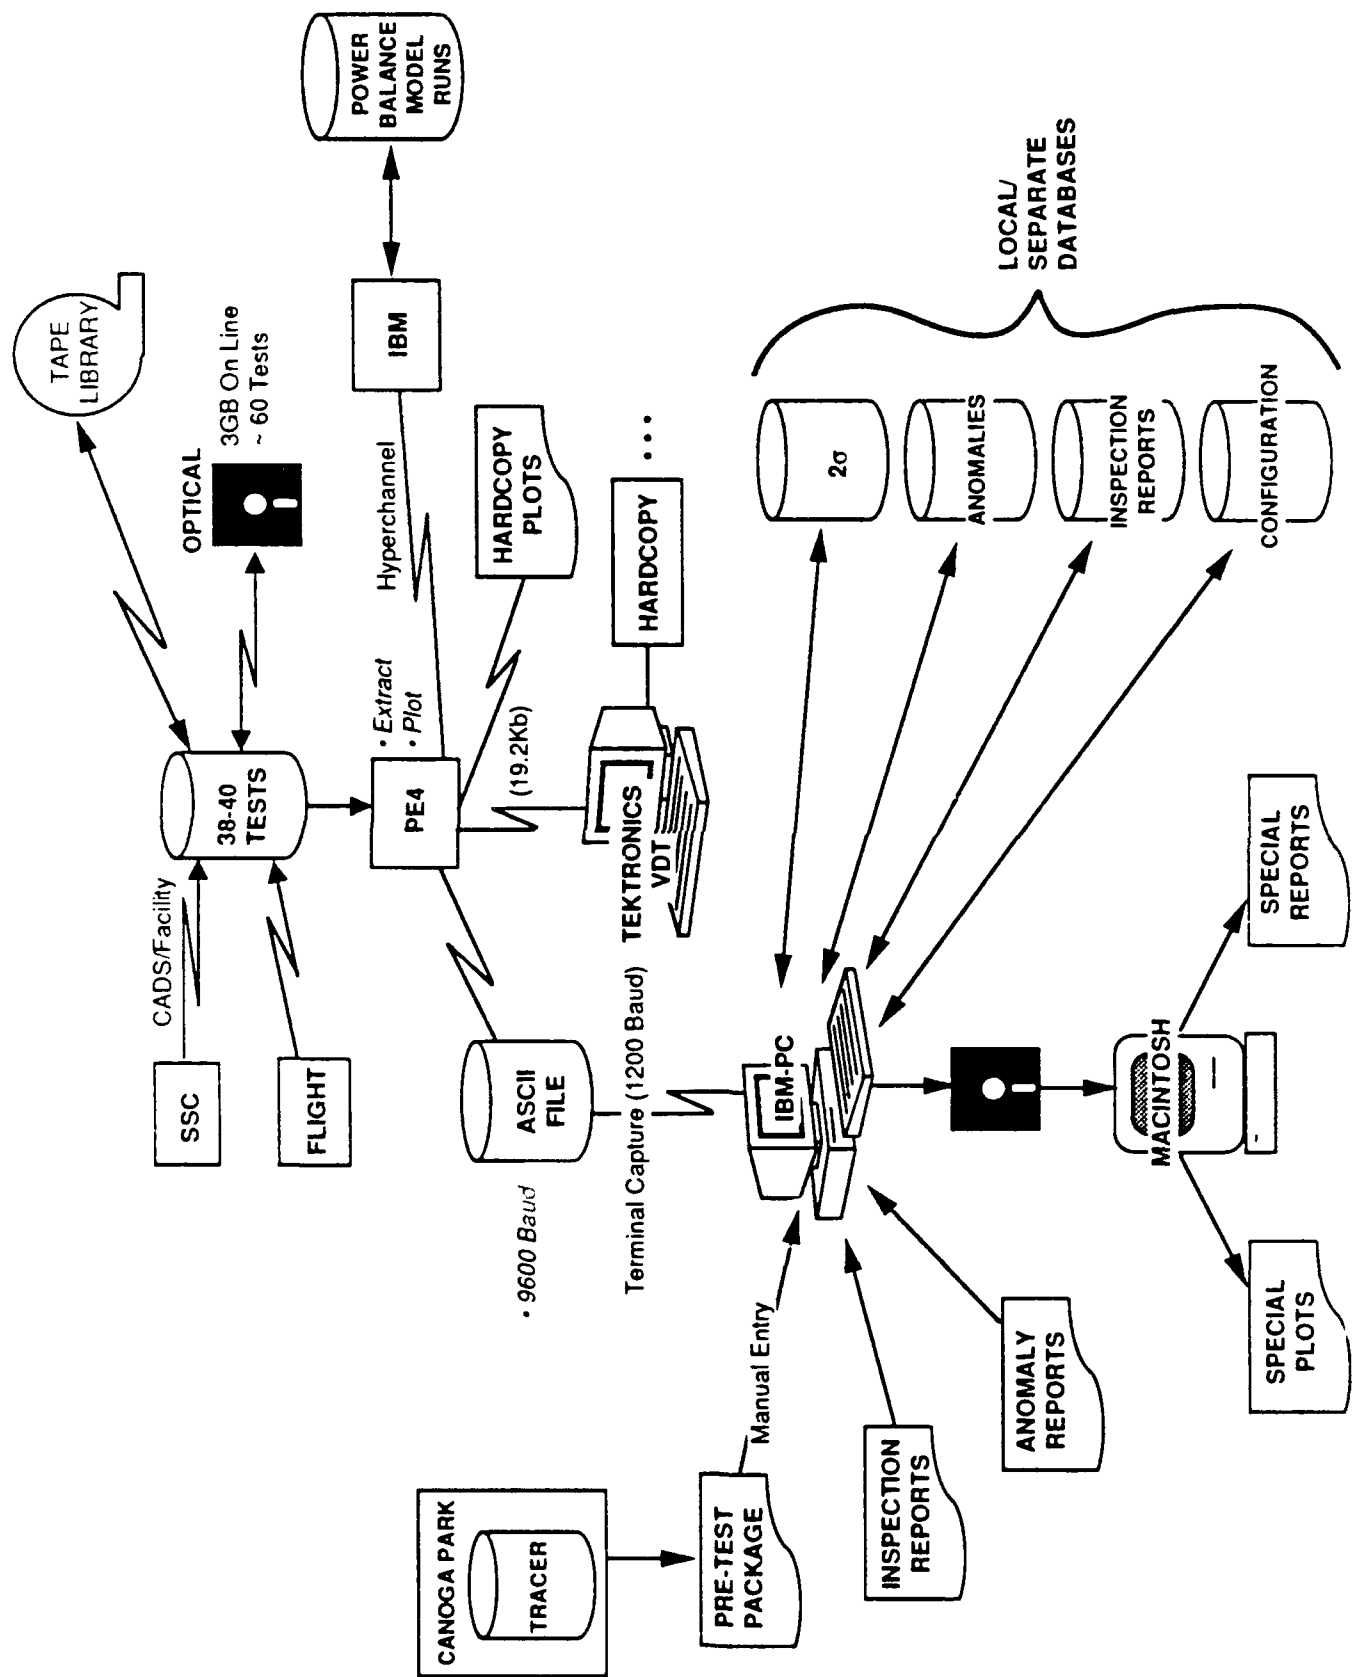 TAPE
LIBRARY
OPTICAL
3GB On Line
~ 60 Tests
POWER
BALANCE
MODEL
RUNS
SSC
CADS/Facility
38-40
TESTS
FLIGHT
• Extract
• Plot
PE4
Hyperchannel
IBM
(19.2Kb)
HARDCOPY
PLOTS
ASCII
FILE
• 9600 Baud
TEKTRONICS
VDT
HARDCOPY
• • •
Terminal Capture (1200 Baud)
CANOGA PARK
TRACER
PRE-TEST
PACKAGE
Manual Entry
IBM-PC
2σ
ANOMALIES
INSPECTION
REPORTS
CONFIGURATION
LOCAL/
SEPARATE
DATABASES
INSPECTION
REPORTS
ANOMALY
REPORTS
MACINTOSH
SPECIAL
PLOTS
SPECIAL
REPORTS